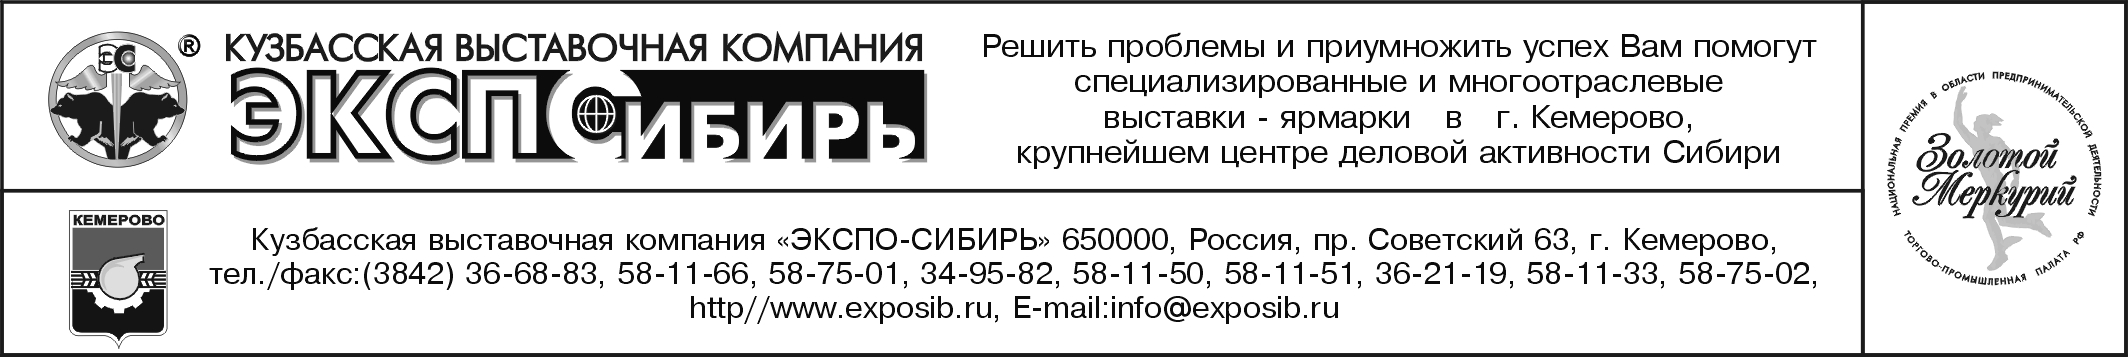 ®
КУЗБАССКАЯ ВЫСТАВОЧНАЯ КОМПАНИЯ
ЭКСПОСИБИРЬ
Решить проблемы и приумножить успех Вам помогут
специализированные и многоотраслевые
выставки - ярмарки в г. Кемерово,
крупнейшем центре деловой активности Сибири
КЕМЕРОВО
Кузбасская выставочная компания «ЭКСПО-СИБИРЬ» 650000, Россия, пр. Советский 63, г. Кемерово,
тел./факс:(3842) 36-68-83, 58-11-66, 58-75-01, 34-95-82, 58-11-50, 58-11-51, 36-21-19, 58-11-33, 58-75-02,
http//www.exposib.ru, E-mail:info@exposib.ru
НАЦИОНАЛЬНАЯ ПРЕМИЯ В ОБЛАСТИ ПРЕДПРИНИМАТЕЛЬСКОЙ ДЕЯТЕЛЬНОСТИ
Золотой
Меркурий
ТОРГОВО-ПРОМЫШЛЕННАЯ ПАЛАТА РФ